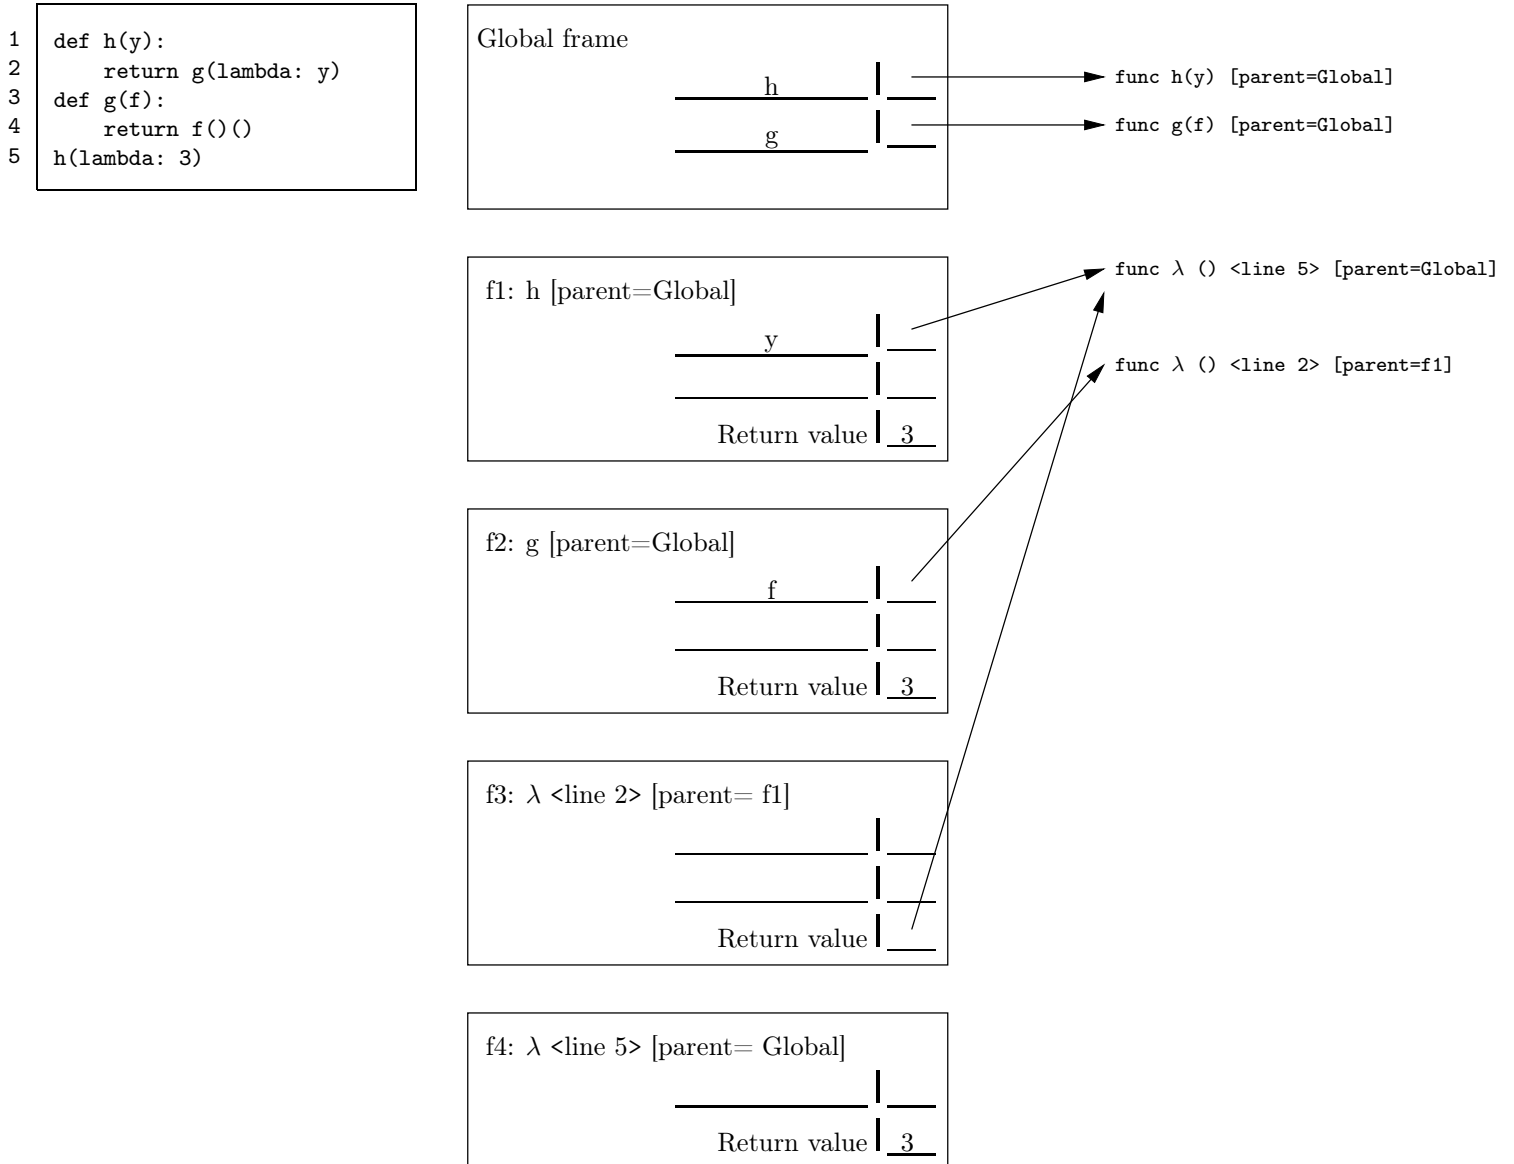 1 def h(y):
2     return g(lambda: y)
3 def g(f):
4     return f()()
5 h(lambda: 3)
Global frame
h
func h(y) [parent=Global]
g
func g(f) [parent=Global]
f1: h [parent=Global]
func λ () <line 5> [parent=Global]
y
func λ () <line 2> [parent=f1]
Return value 3
f2: g [parent=Global]
f
Return value 3
f3: λ <line 2> [parent= f1]
Return value
f4: λ <line 5> [parent= Global]
Return value 3